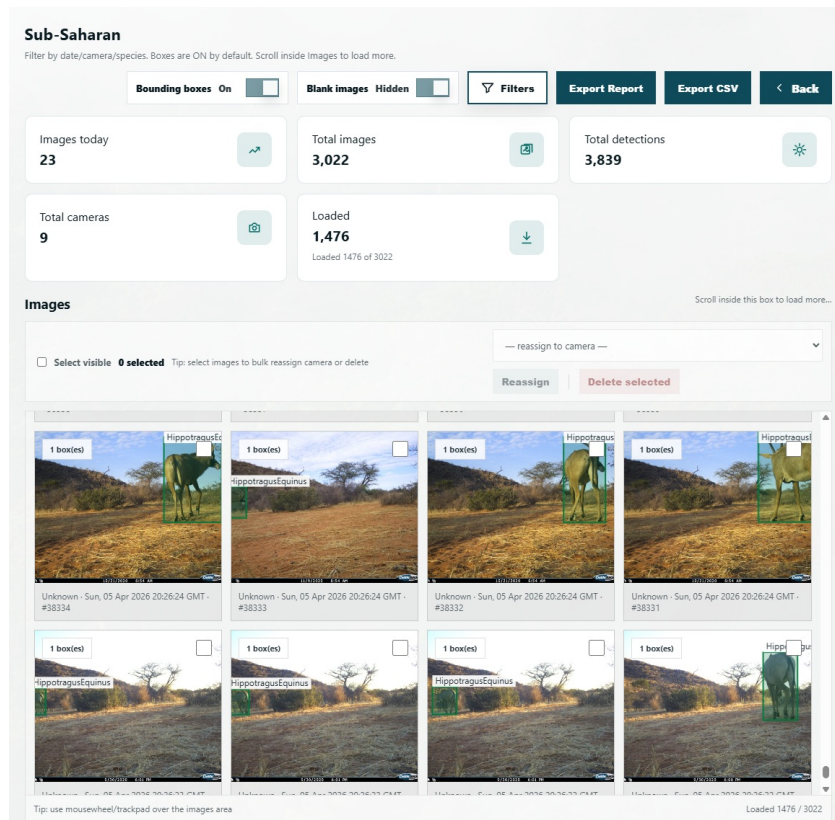 Sub-Saharan
Filter by date/camera/species. Boxes are ON by default. Scroll inside Images to load more.
Bounding boxes On
Blank images Hidden
Filters
Export Report
Export CSV
Back
Images today
23
Total images
3,022
Total detections
3,839
Total cameras
9
Loaded
1,476
Loaded 1476 of 3022
Images
Scroll inside this box to load more...
— reassign to camera —
Select visible 0 selected Tip: select images to bulk reassign camera or delete
Reassign
Delete selected
1 box(es)
HippotragusEq
1 box(es)
HippotragusEquinus
1 box(es)
Hippotragus
1 box(es)
Hippotragus
Unknown · Sun, 05 Apr 2026 20:26:24 GMT ·
#38334
Unknown · Sun, 05 Apr 2026 20:26:24 GMT ·
#38333
Unknown · Sun, 05 Apr 2026 20:26:24 GMT ·
#38332
Unknown · Sun, 05 Apr 2026 20:26:24 GMT ·
#38331
1 box(es)
HippotragusEquinus
1 box(es)
HippotragusEquinus
1 box(es)
HippotragusEquinus
1 box(es)
Tip: use mousewheel/trackpad over the images area
Loaded 1476 / 3022